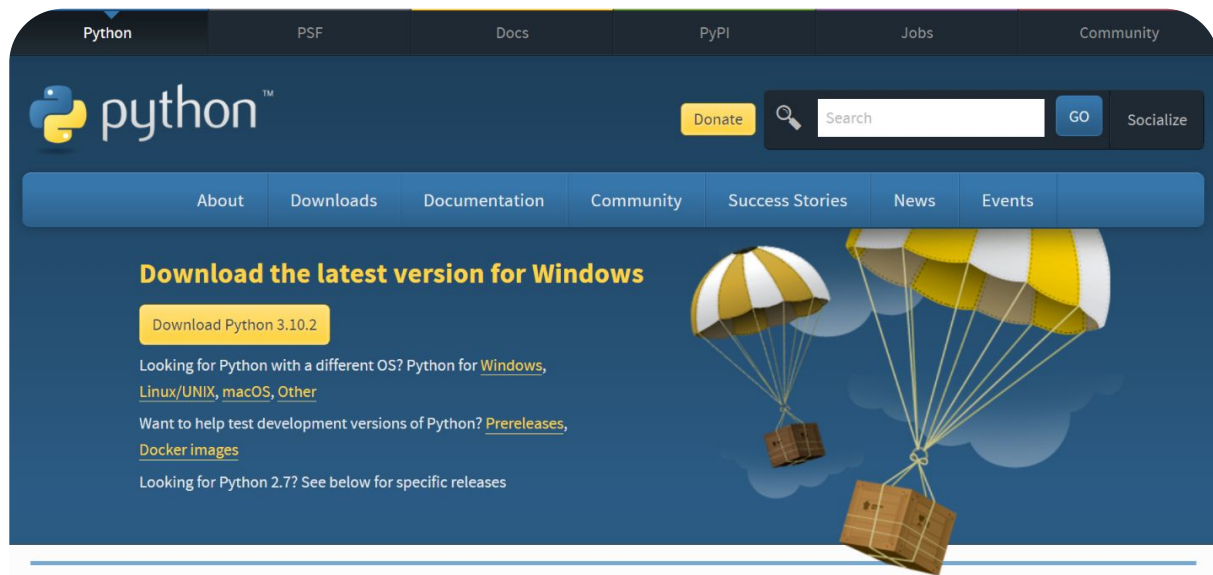 Python PSF Docs PyPI Jobs Community
python™
Donate Search GO Socialize
About Downloads Documentation Community Success Stories News Events
Download the latest version for Windows
Download Python 3.10.2
Looking for Python with a different OS? Python for Windows,
Linux/UNIX, macOS, Other
Want to help test development versions of Python? Prereleases,
Docker images
Looking for Python 2.7? See below for specific releases